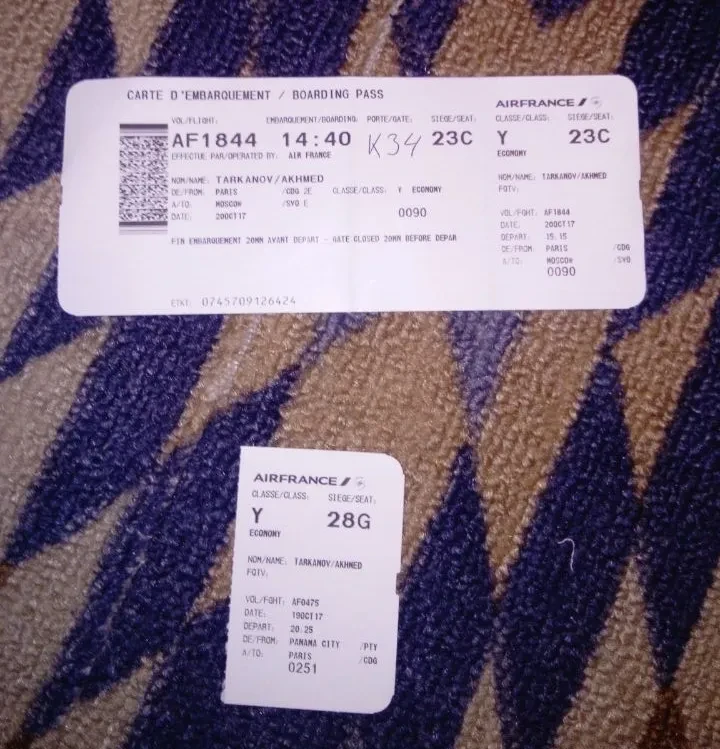 CARTE D'EMBARQUEMENT / BOARDING PASS
VOL/FLIGHT: EMBARQUEMENT/BOARDING: PORTE/GATE: SIEGE/SEAT:
AF1844 14:40 K34 23C
EFFECTUE PAR/OPERATED BY: AIR FRANCE
NOM/NAME: TARKANOV/AKHMED
DE/FROM: PARIS /CDG 2E CLASSE/CLASS: Y ECONOMY
A/TO: MOSCOW /SVO E
DATE: 20OCT17 0090
FIN EMBARQUEMENT 20MN AVANT DEPART - GATE CLOSED 20MN BEFORE DEPAR
ETKT: 0745709126424
AIRFRANCE
CLASSE/CLASS: SIEGE/SEAT:
Y 23C
ECONOMY
NOM/NAME: TARKANOV/AKHMED
FQTV:
VOL/FGHT: AF1844
DATE: 20OCT17
DEPART: 15.15
DE/FROM: PARIS /CDG
A/TO: MOSCOW /SVO
0090
AIRFRANCE
CLASSE/CLASS: SIEGE/SEAT:
Y 28G
ECONOMY
NOM/NAME: TARKANOV/AKHMED
FQTV:
VOL/FGHT: AF0475
DATE: 19OCT17
DEPART: 20.25
DE/FROM: PANAMA CITY /PTY
A/TO: PARIS /CDG
0251